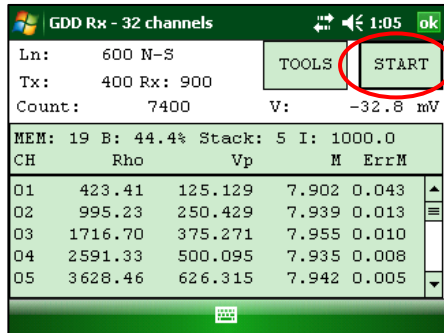 GDD Rx - 32 channels 1:05 ok
Ln: 600 N-S
TOOLS START
Tx: 400 Rx: 900
Count: 7400 V: -32.8 mV
MEM: 19 B: 44.4% Stack: 5 I: 1000.0
CH Rho Vp M ErrM
01 423.41 125.129 7.902 0.043
02 995.23 250.429 7.939 0.013
03 1716.70 375.271 7.955 0.010
04 2591.33 500.095 7.935 0.008
05 3628.46 626.315 7.942 0.005